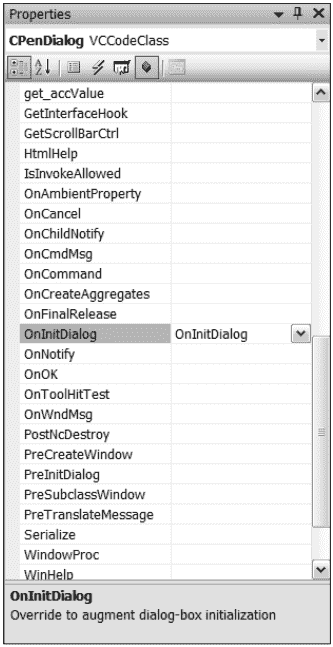 Properties
CPenDialog VCCodeClass
get_accValue
GetInterfaceHook
GetScrollBarCtrl
HtmlHelp
IsInvokeAllowed
OnAmbientProperty
OnCancel
OnChildNotify
OnCmdMsg
OnCommand
OnCreateAggregates
OnFinalRelease
OnInitDialog OnInitDialog
OnNotify
OnOK
OnToolHitTest
OnWndMsg
PostNcDestroy
PreCreateWindow
PreInitDialog
PreSubclassWindow
PreTranslateMessage
Serialize
WindowProc
WinHelp
OnInitDialog
Override to augment dialog-box initialization